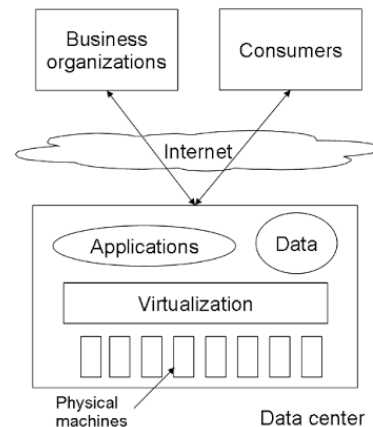 Business
organizations
Consumers
Internet
Applications
Data
Virtualization
Physical
machines
Data center